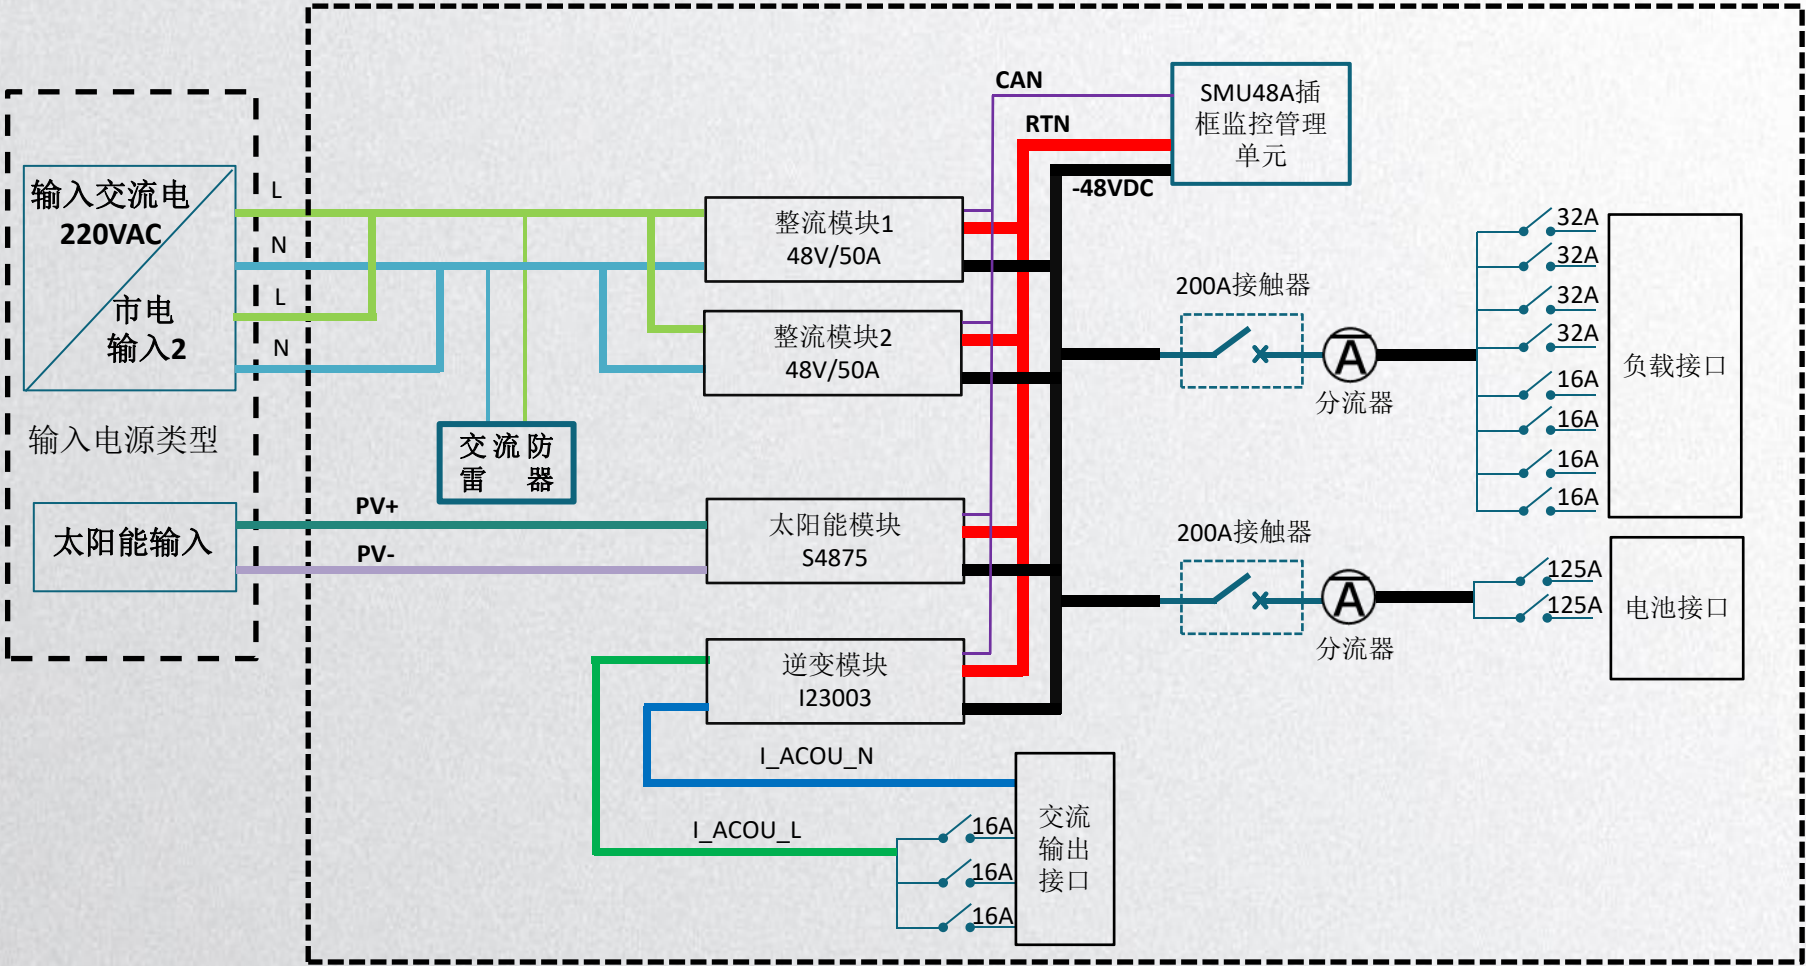 输入交流电
220VAC
市电
输入2
输入电源类型
太阳能输入
L
N
L
N
PV+
PV-
交流防
雷 器
整流模块1
48V/50A
整流模块2
48V/50A
太阳能模块
S4875
逆变模块
I23003
CAN
RTN
-48VDC
SMU48A插
框监控管理
单元
200A接触器
A
分流器
32A
32A
32A
32A
16A
16A
16A
16A
负载接口
200A接触器
A
分流器
125A
125A
电池接口
I_ACOU_N
I_ACOU_L
16A
16A
16A
交流
输出
接口